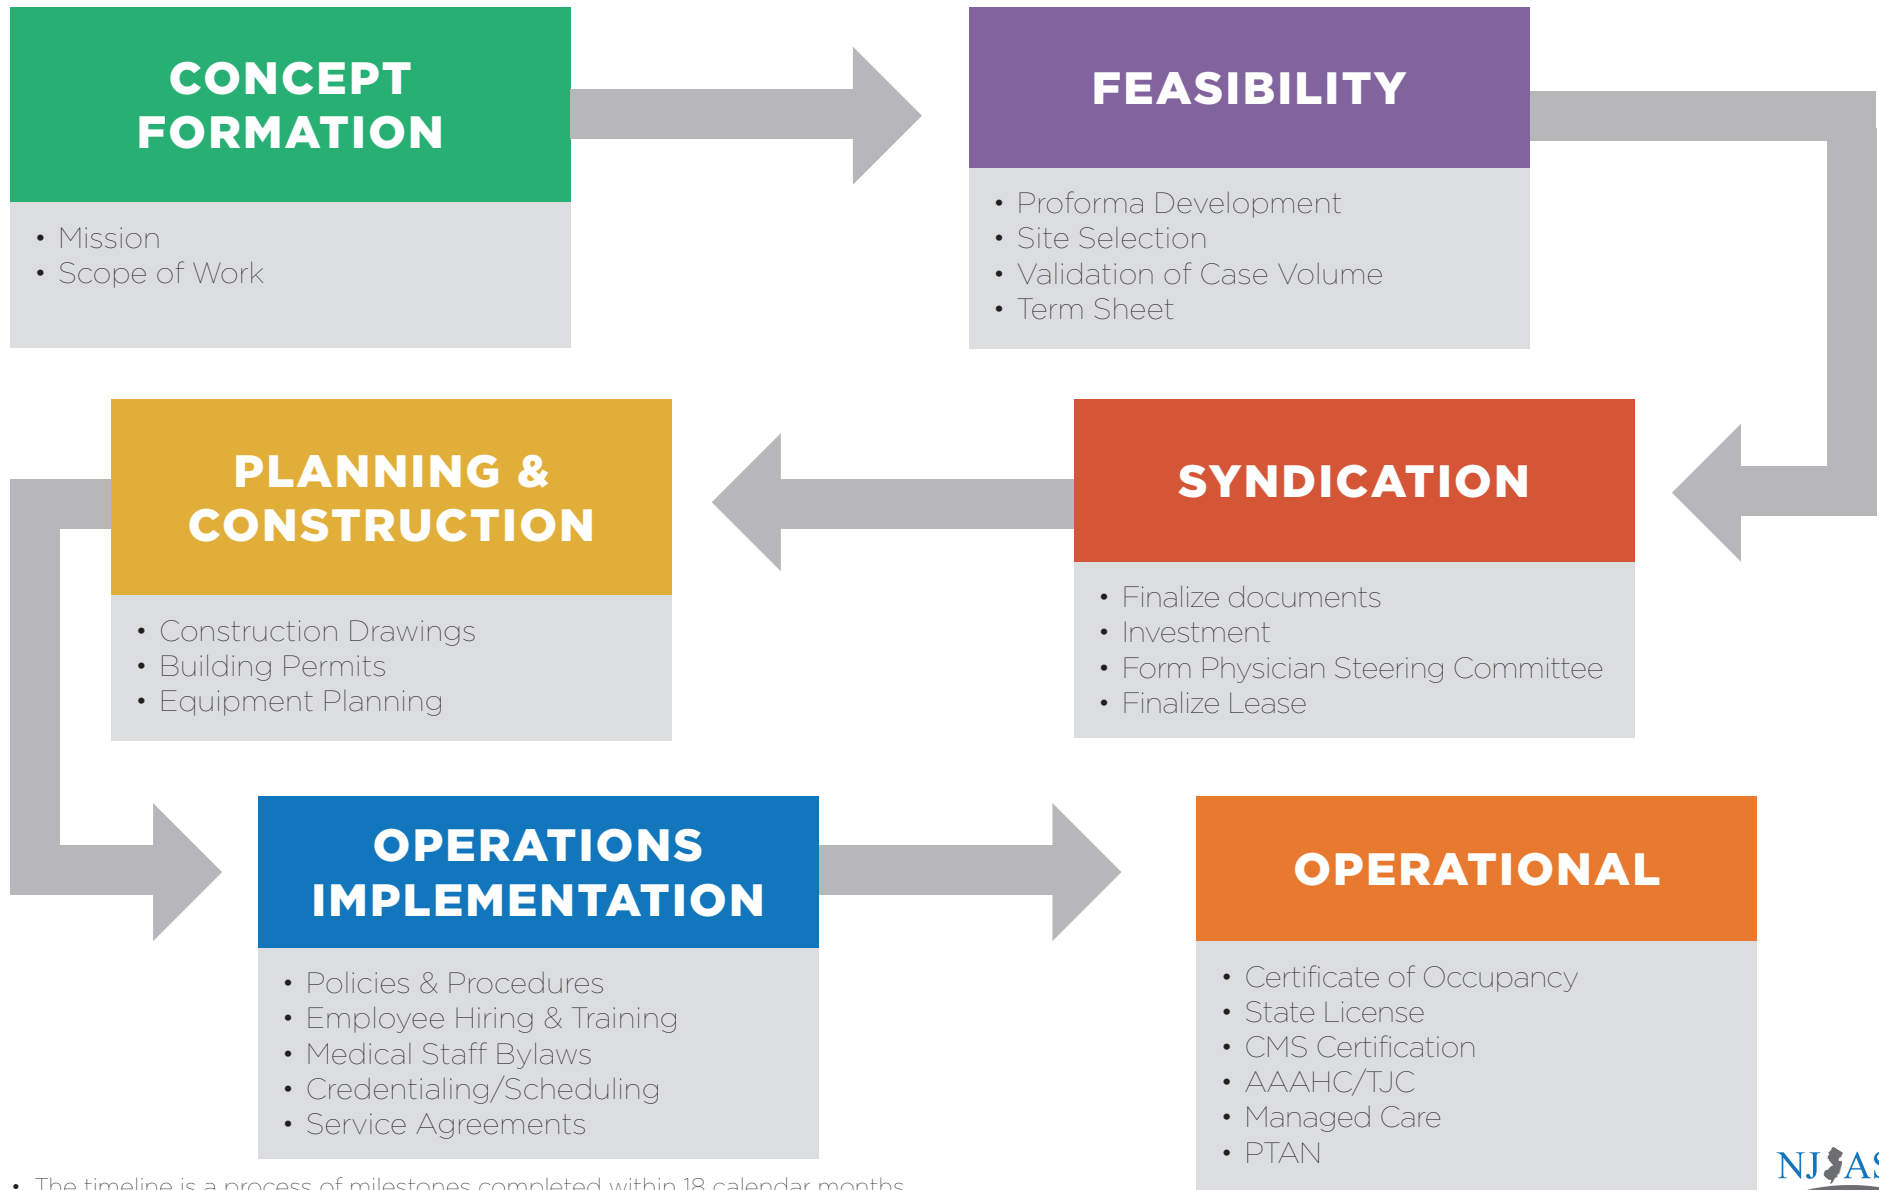 CONCEPT
FORMATION
• Mission
• Scope of Work
FEASIBILITY
• Proforma Development
• Site Selection
• Validation of Case Volume
• Term Sheet
SYNDICATION
• Finalize documents
• Investment
• Form Physician Steering Committee
• Finalize Lease
PLANNING &
CONSTRUCTION
• Construction Drawings
• Building Permits
• Equipment Planning
OPERATIONS
IMPLEMENTATION
• Policies & Procedures
• Employee Hiring & Training
• Medical Staff Bylaws
• Credentialing/Scheduling
• Service Agreements
OPERATIONAL
• Certificate of Occupancy
• State License
• CMS Certification
• AAAHC/TJC
• Managed Care
• PTAN
• The timeline is a process of milestones completed within 18 calendar months
NJ